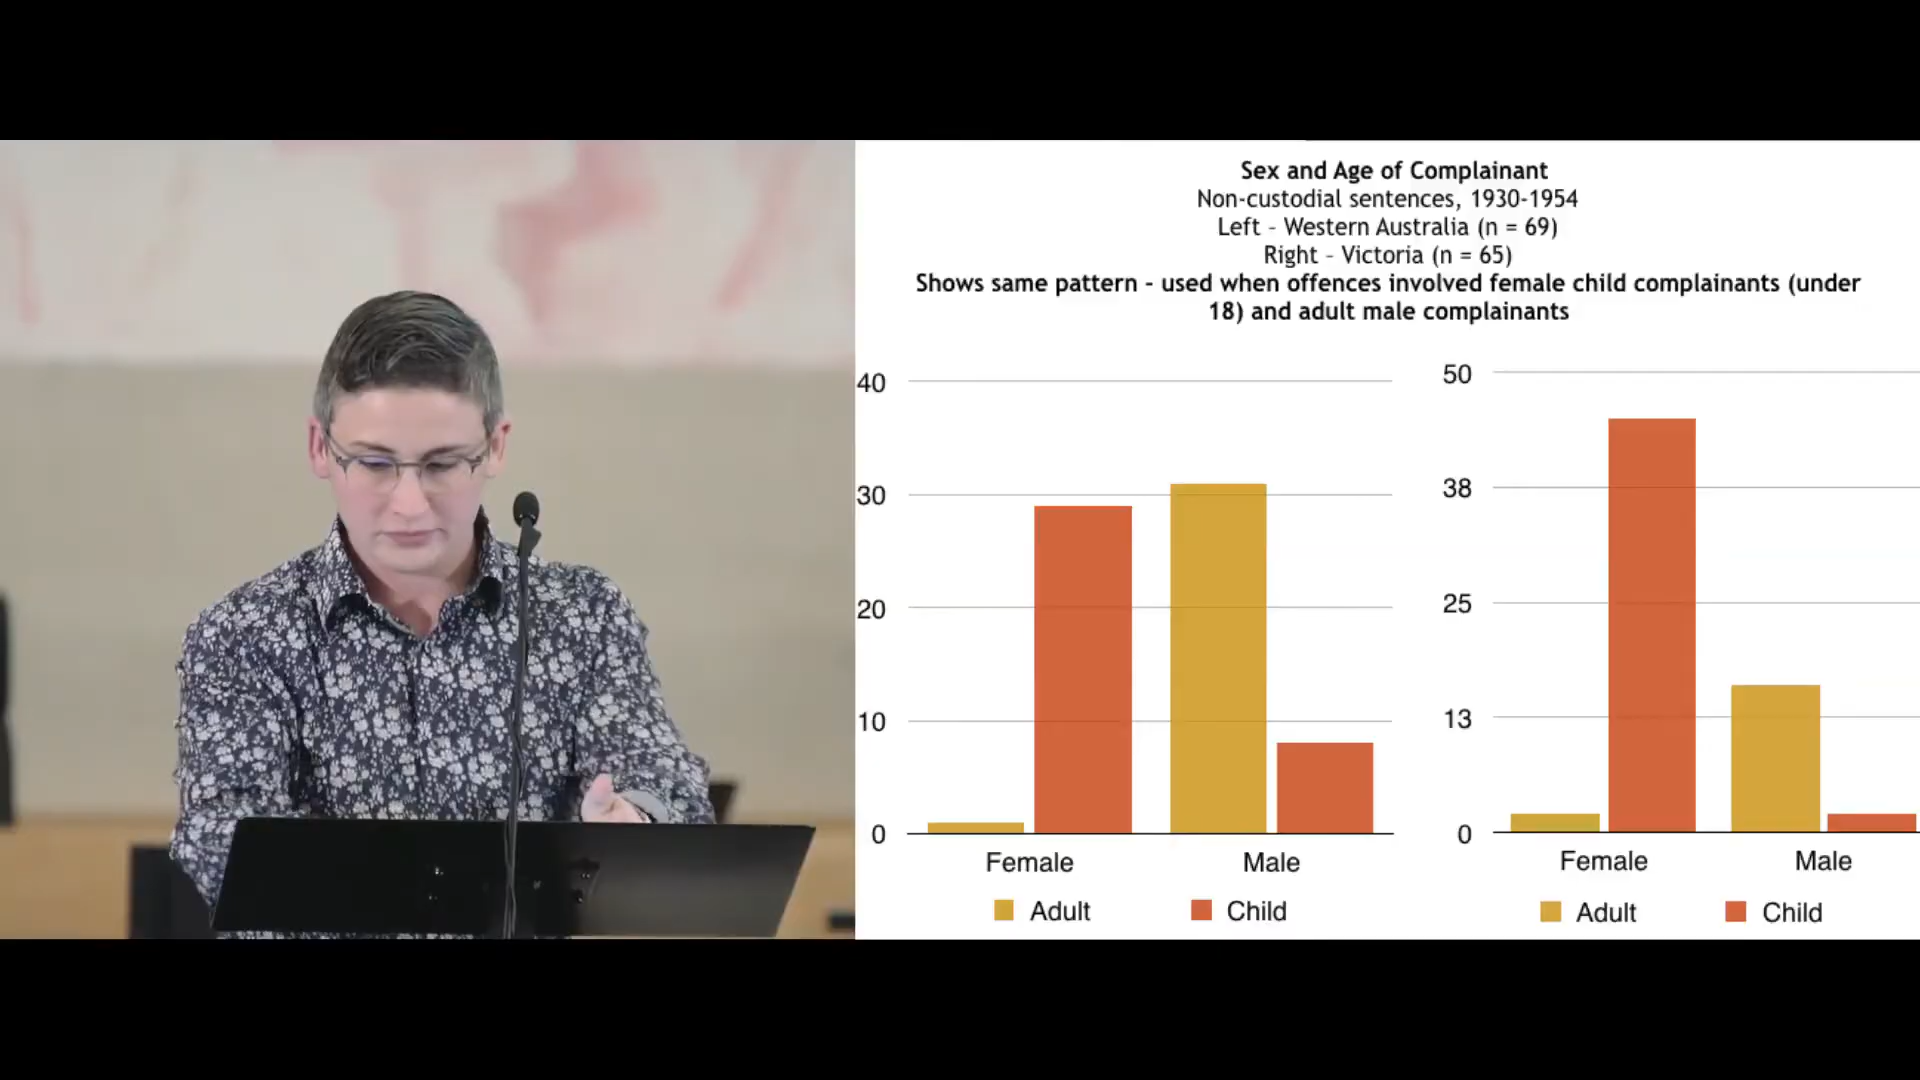 Sex and Age of Complainant
Non-custodial sentences, 1930-1954
Left - Western Australia (n = 69)
Right - Victoria (n = 65)
Shows same pattern - used when offences involved female child complainants (under
18) and adult male complainants
40
30
20
10
0
Female Male
Adult Child
50
38
25
13
0
Female Male
Adult Child